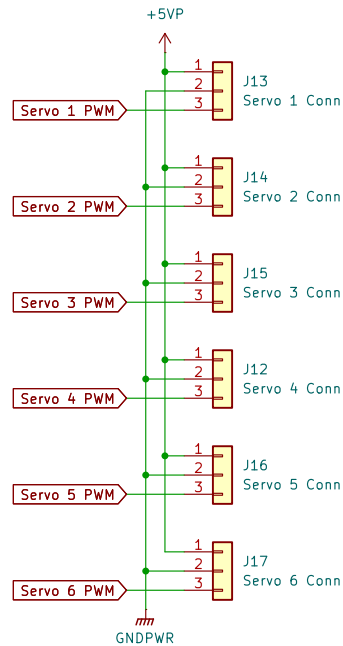 +5VP
1
2
3
J13
Servo 1 Conn
Servo 1 PWM
1
2
3
J14
Servo 2 Conn
Servo 2 PWM
1
2
3
J15
Servo 3 Conn
Servo 3 PWM
1
2
3
J12
Servo 4 Conn
Servo 4 PWM
1
2
3
J16
Servo 5 Conn
Servo 5 PWM
1
2
3
J17
Servo 6 Conn
Servo 6 PWM
GNDPWR